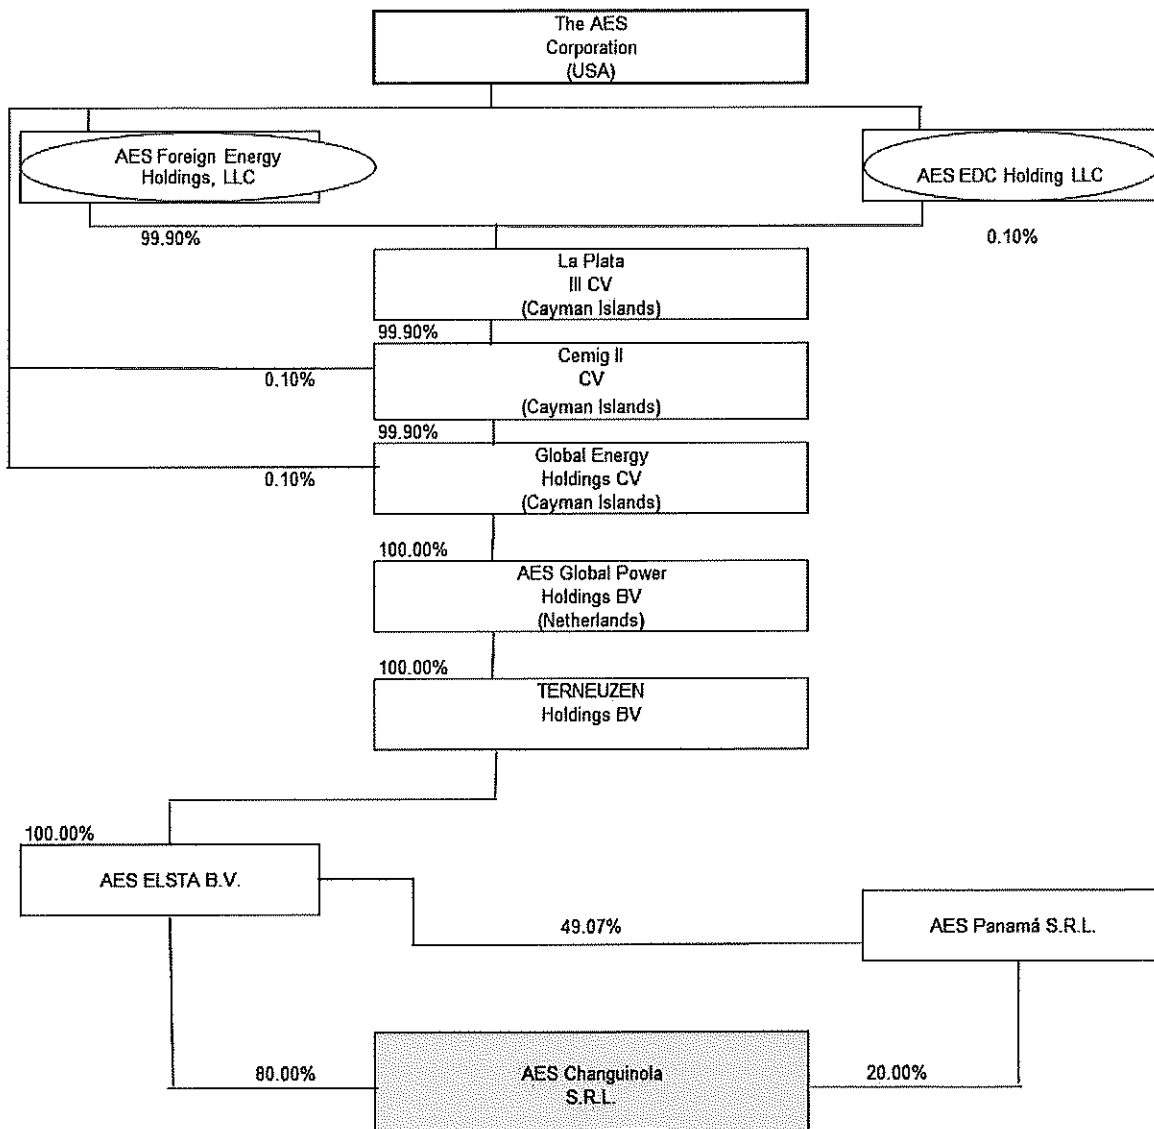 The AES
Corporation
(USA)
AES Foreign Energy
Holdings, LLC
AES EDC Holding LLC
99.90%
0.10%
La Plata
III CV
(Cayman Islands)
99.90%
Cemig II
CV
0.10%
(Cayman Islands)
99.90%
Global Energy
Holdings CV
0.10%
(Cayman Islands)
100.00%
AES Global Power
Holdings BV
(Netherlands)
100.00%
TERNEUZEN
Holdings BV
100.00%
AES ELSTA B.V.
49.07%
AES Panamá S.R.L.
80.00%
AES Changuinola
S.R.L.
20.00%